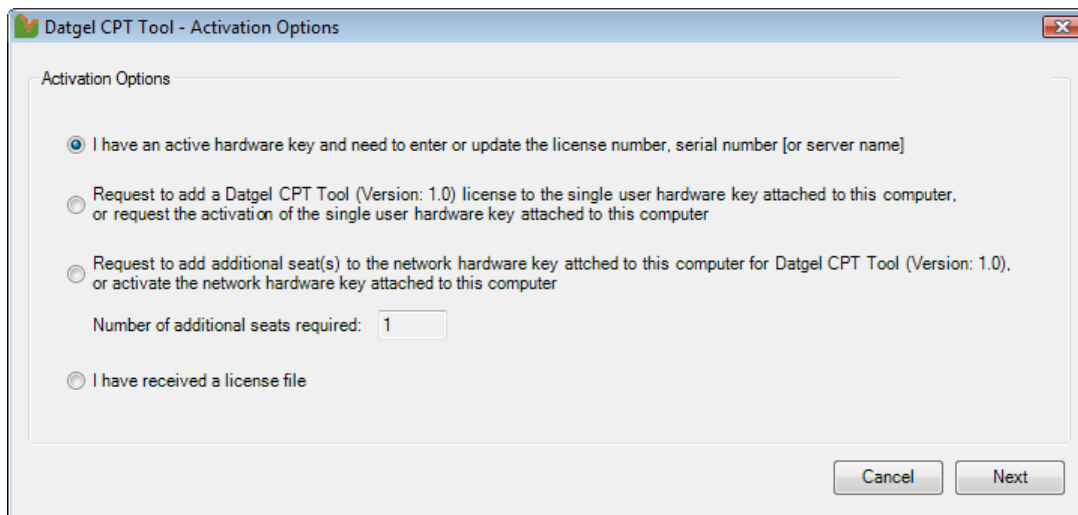 Datgel CPT Tool - Activation Options
Activation Options
I have an active hardware key and need to enter or update the license number, serial number [or server name]
Request to add a Datgel CPT Tool (Version: 1.0) license to the single user hardware key attached to this computer,
or request the activation of the single user hardware key attached to this computer
Request to add additional seat(s) to the network hardware key attched to this computer for Datgel CPT Tool (Version: 1.0),
or activate the network hardware key attached to this computer
Number of additional seats required: 1
I have received a license file
Cancel Next